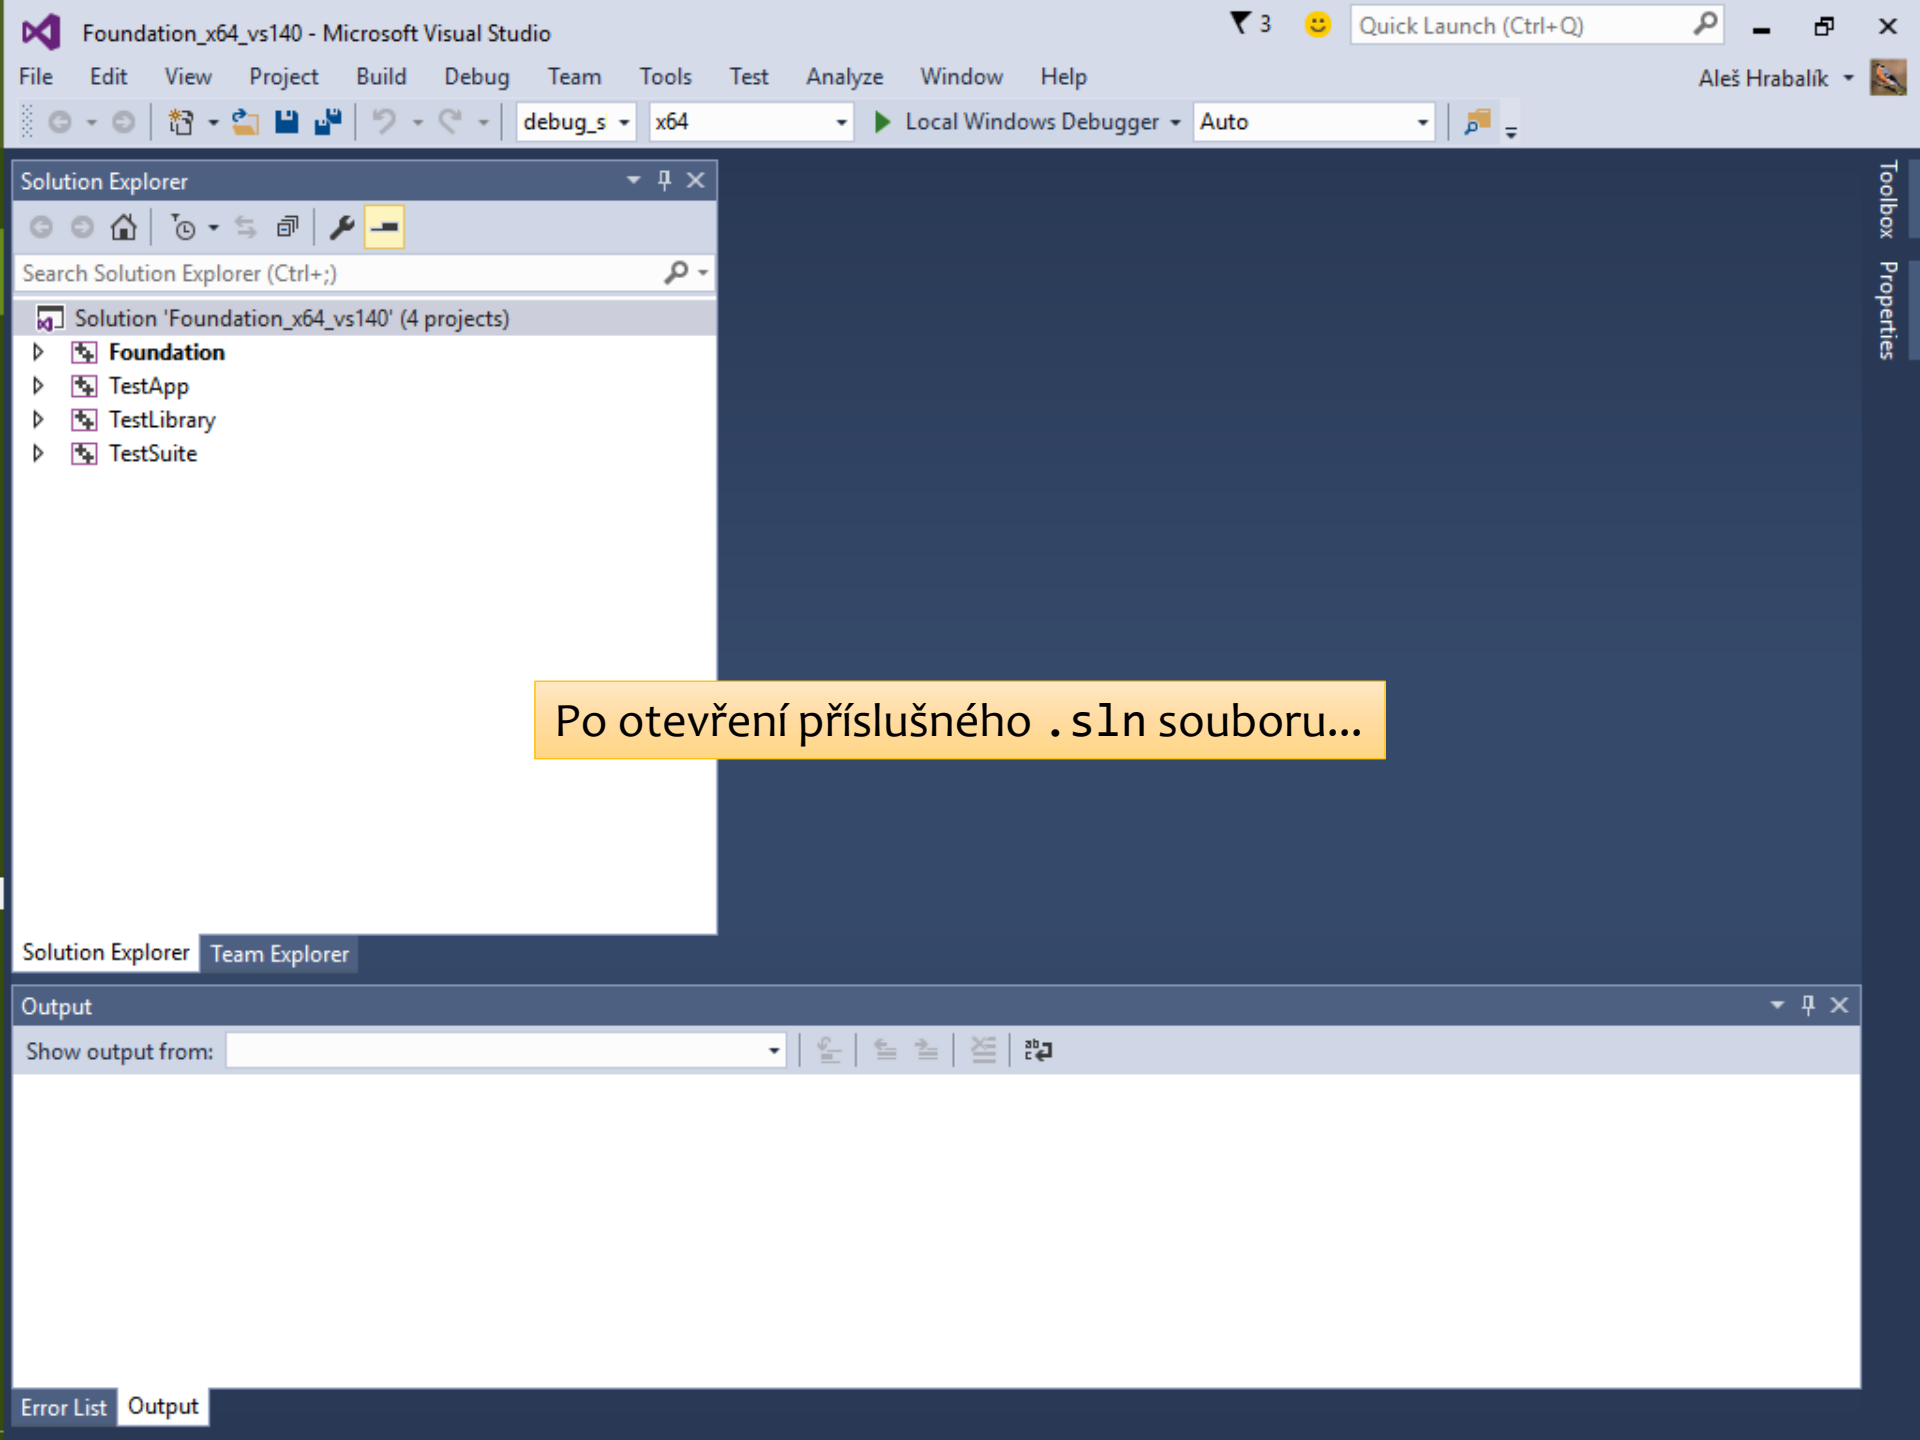 Foundation_x64_vs140 - Microsoft Visual Studio
3
Quick Launch (Ctrl+Q)
File Edit View Project Build Debug Team Tools Test Analyze Window Help
Aleš Hrabalík
debug_s x64 Local Windows Debugger Auto
Solution Explorer
Search Solution Explorer (Ctrl+;)
Solution 'Foundation_x64_vs140' (4 projects)
Foundation
TestApp
TestLibrary
TestSuite
Toolbox
Properties
Po otevření příslušného .sln souboru...
Solution Explorer Team Explorer
Output
Show output from:
Error List Output